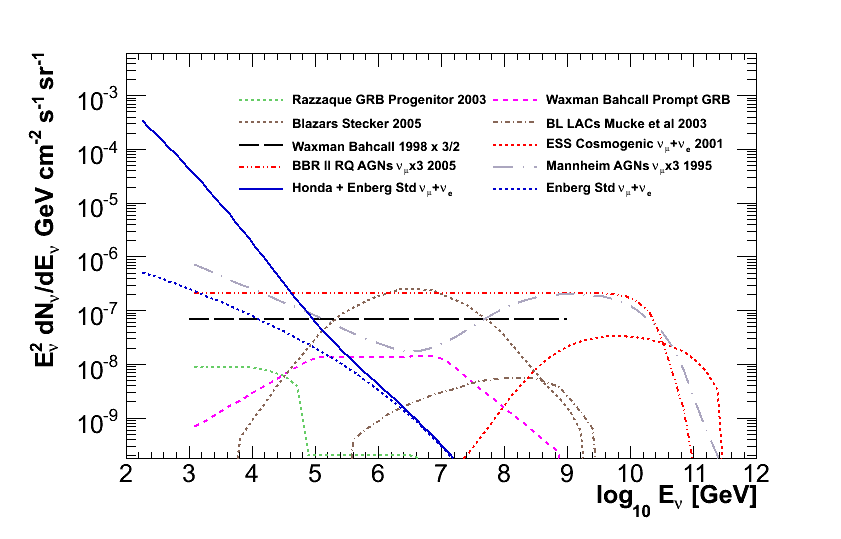 E²ν dNν/dEν GeV cm⁻² s⁻¹ sr⁻¹
10⁻³
10⁻⁴
10⁻⁵
10⁻⁶
10⁻⁷
10⁻⁸
10⁻⁹
Razzaque GRB Progenitor 2003
Waxman Bahcall Prompt GRB
Blazars Stecker 2005
BL LACs Mucke et al 2003
Waxman Bahcall 1998 x 3/2
ESS Cosmogenic νμ+νe 2001
BBR II RQ AGNs νμx3 2005
Mannheim AGNs νμx3 1995
Honda + Enberg Std νμ+νe
Enberg Std νμ+νe
2 3 4 5 6 7 8 9 10 11 12
log₁₀ Eν [GeV]